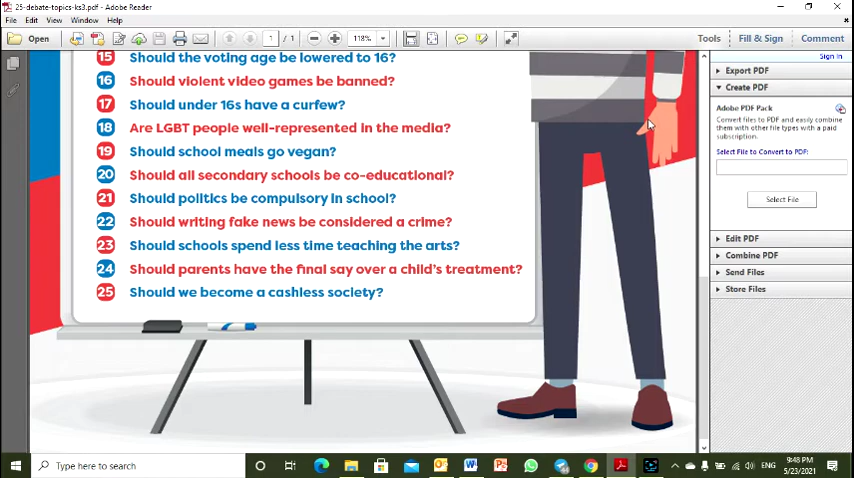 25-debate-topics-ks3.pdf - Adobe Reader
File Edit View Window Help
Open 1 / 1 118% Tools Fill & Sign Comment
Sign In
15 Should the voting age be lowered to 16?
16 Should violent video games be banned?
17 Should under 16s have a curfew?
18 Are LGBT people well-represented in the media?
19 Should school meals go vegan?
20 Should all secondary schools be co-educational?
21 Should politics be compulsory in school?
22 Should writing fake news be considered a crime?
23 Should schools spend less time teaching the arts?
24 Should parents have the final say over a child's treatment?
25 Should we become a cashless society?
Export PDF
Create PDF
Adobe PDF Pack
Convert files to PDF and easily combine
them with other file types with a paid
subscription.
Select File to Convert to PDF:
Select File
Edit PDF
Combine PDF
Send Files
Store Files
Type here to search
ENG
9:48 PM
5/23/2021